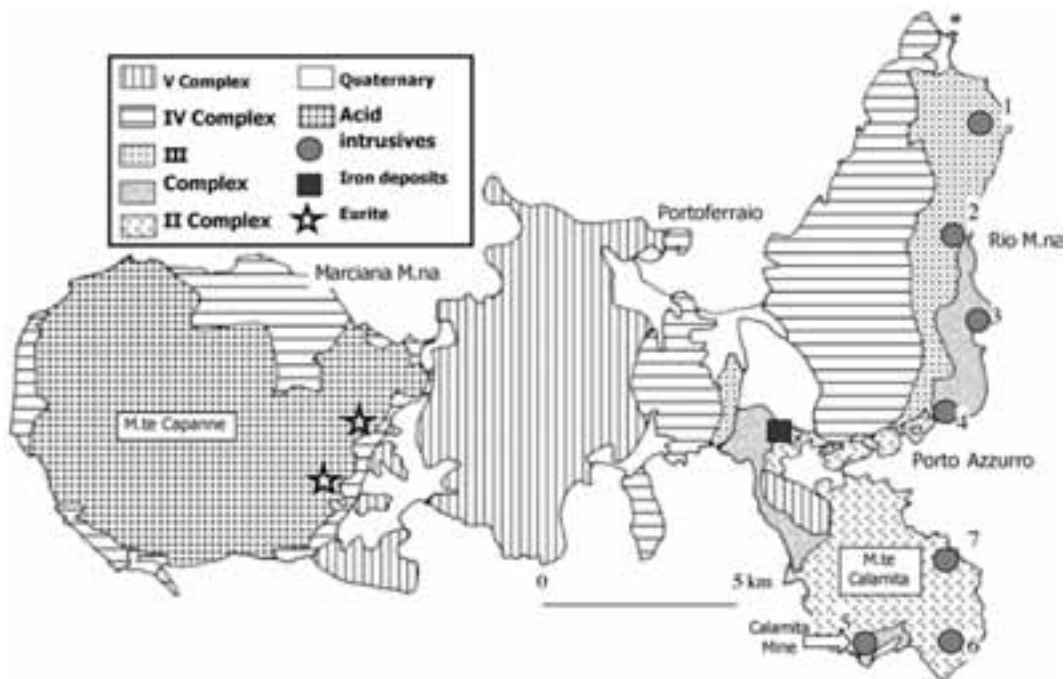 V Complex
IV Complex
III
Complex
II Complex
Quaternary
Acid
intrusives
Iron deposits
Eurite
Portoferraio
Marciana M.na
Rio M.na
M.te Capanne
Porto Azzurro
M.te
Calamita
Calamita
Mine
0
5 km
1
2
3
4
5
6
7